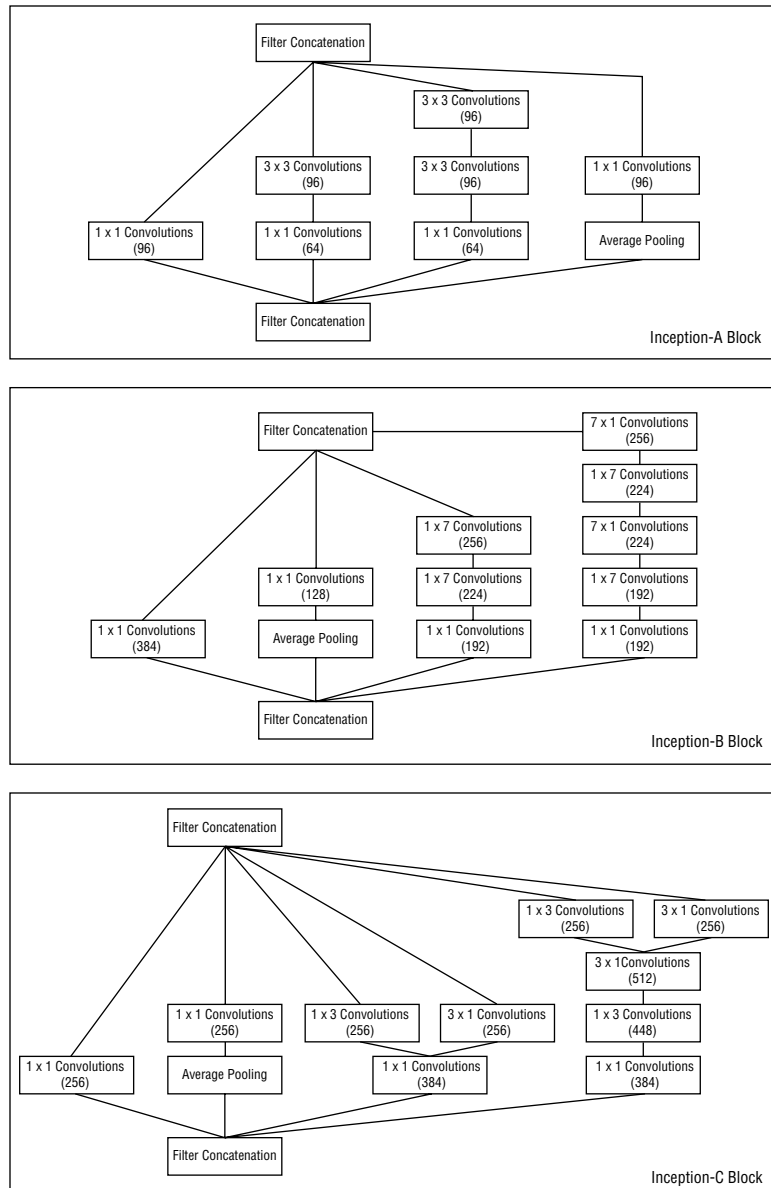 Filter Concatenation
3 x 3 Convolutions
(96)
3 x 3 Convolutions
(96)
3 x 3 Convolutions
(96)
1 x 1 Convolutions
(96)
1 x 1 Convolutions
(96)
1 x 1 Convolutions
(64)
1 x 1 Convolutions
(64)
Average Pooling
Filter Concatenation
Inception-A Block
Filter Concatenation
7 x 1 Convolutions
(256)
1 x 7 Convolutions
(224)
1 x 7 Convolutions
(256)
7 x 1 Convolutions
(224)
1 x 1 Convolutions
(128)
1 x 7 Convolutions
(224)
1 x 7 Convolutions
(192)
1 x 1 Convolutions
(384)
Average Pooling
1 x 1 Convolutions
(192)
1 x 1 Convolutions
(192)
Filter Concatenation
Inception-B Block
Filter Concatenation
1 x 3 Convolutions
(256)
3 x 1 Convolutions
(256)
3 x 1Convolutions
(512)
1 x 1 Convolutions
(256)
1 x 3 Convolutions
(256)
3 x 1 Convolutions
(256)
1 x 3 Convolutions
(448)
1 x 1 Convolutions
(256)
Average Pooling
1 x 1 Convolutions
(384)
1 x 1 Convolutions
(384)
Filter Concatenation
Inception-C Block